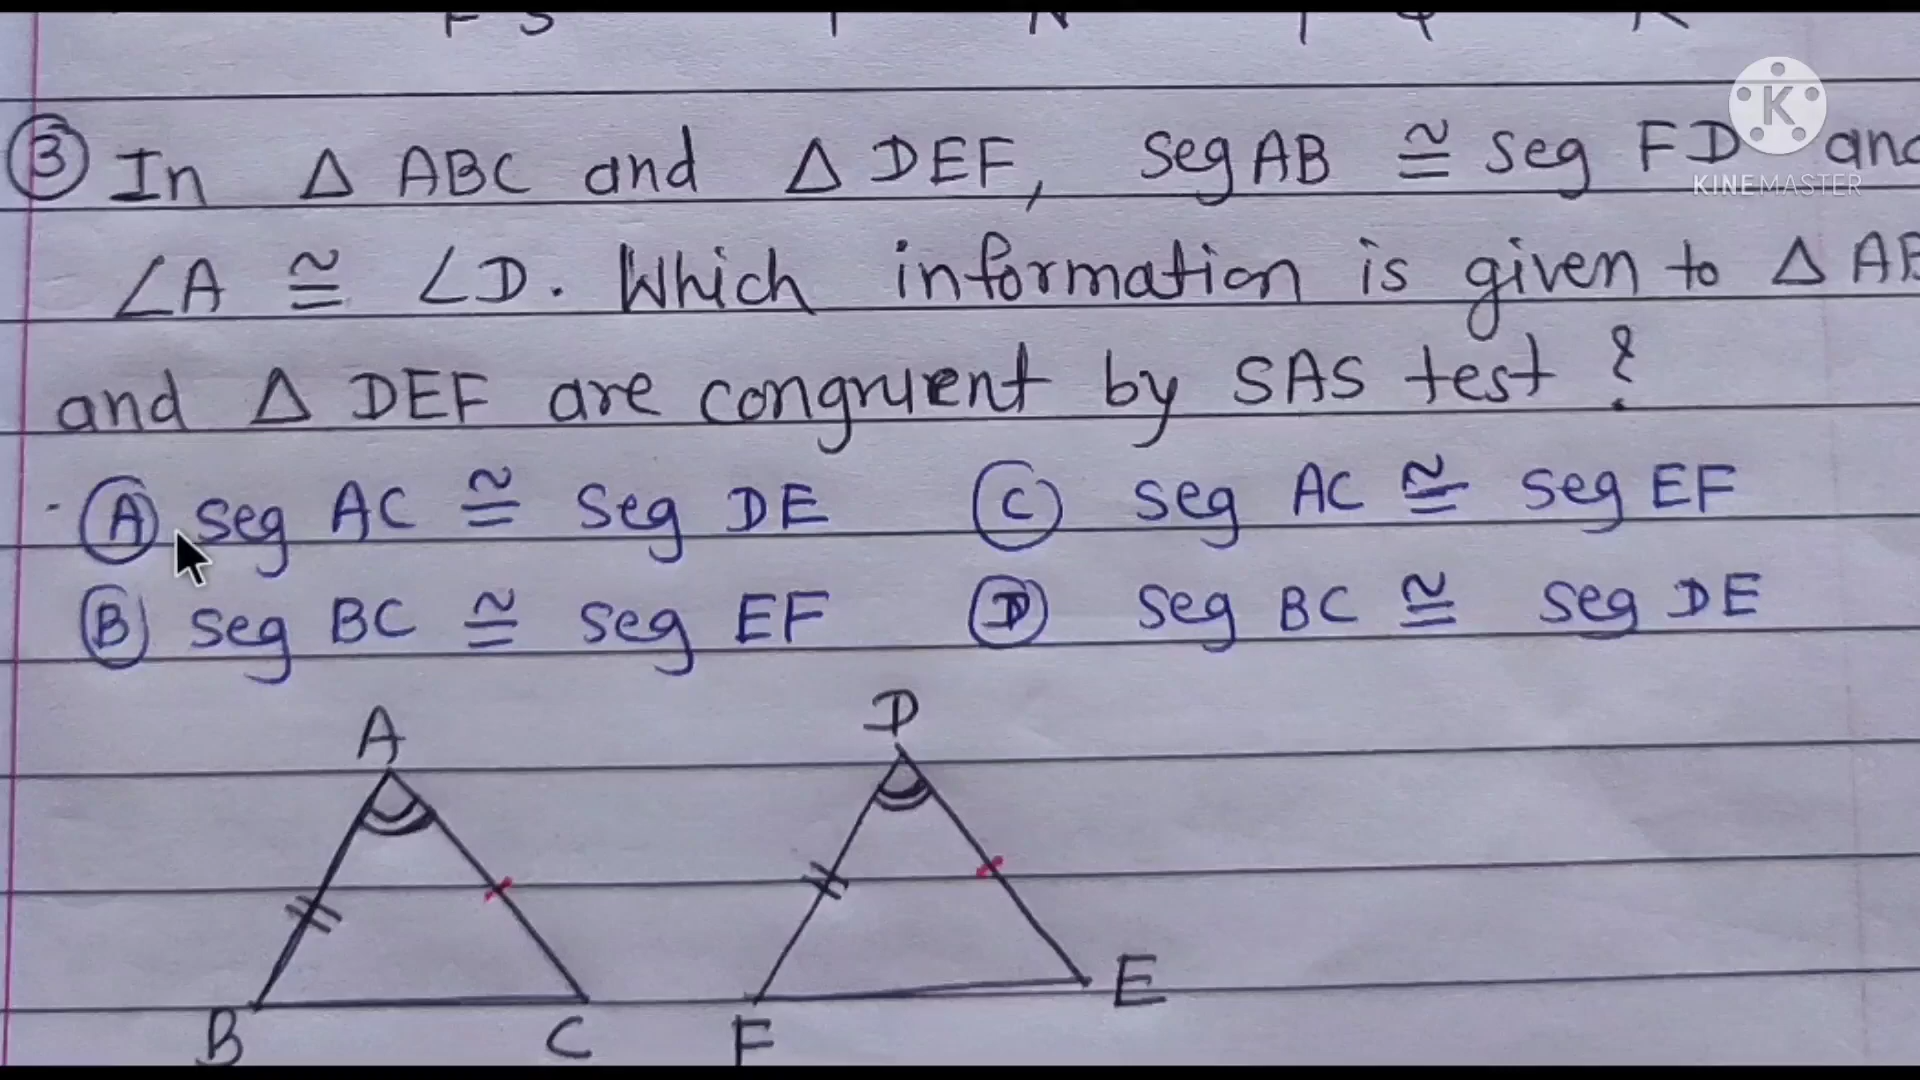 ③ In △ ABC and △ DEF, seg AB ≅ seg FD and
∠A ≅ ∠D. Which information is given to △ AB
and △ DEF are congruent by SAS test ?
Ⓐ seg AC ≅ seg DE Ⓒ seg AC ≅ seg EF
Ⓑ seg BC ≅ seg EF Ⓓ seg BC ≅ seg DE
A D
B C F E
K
KINEMASTER